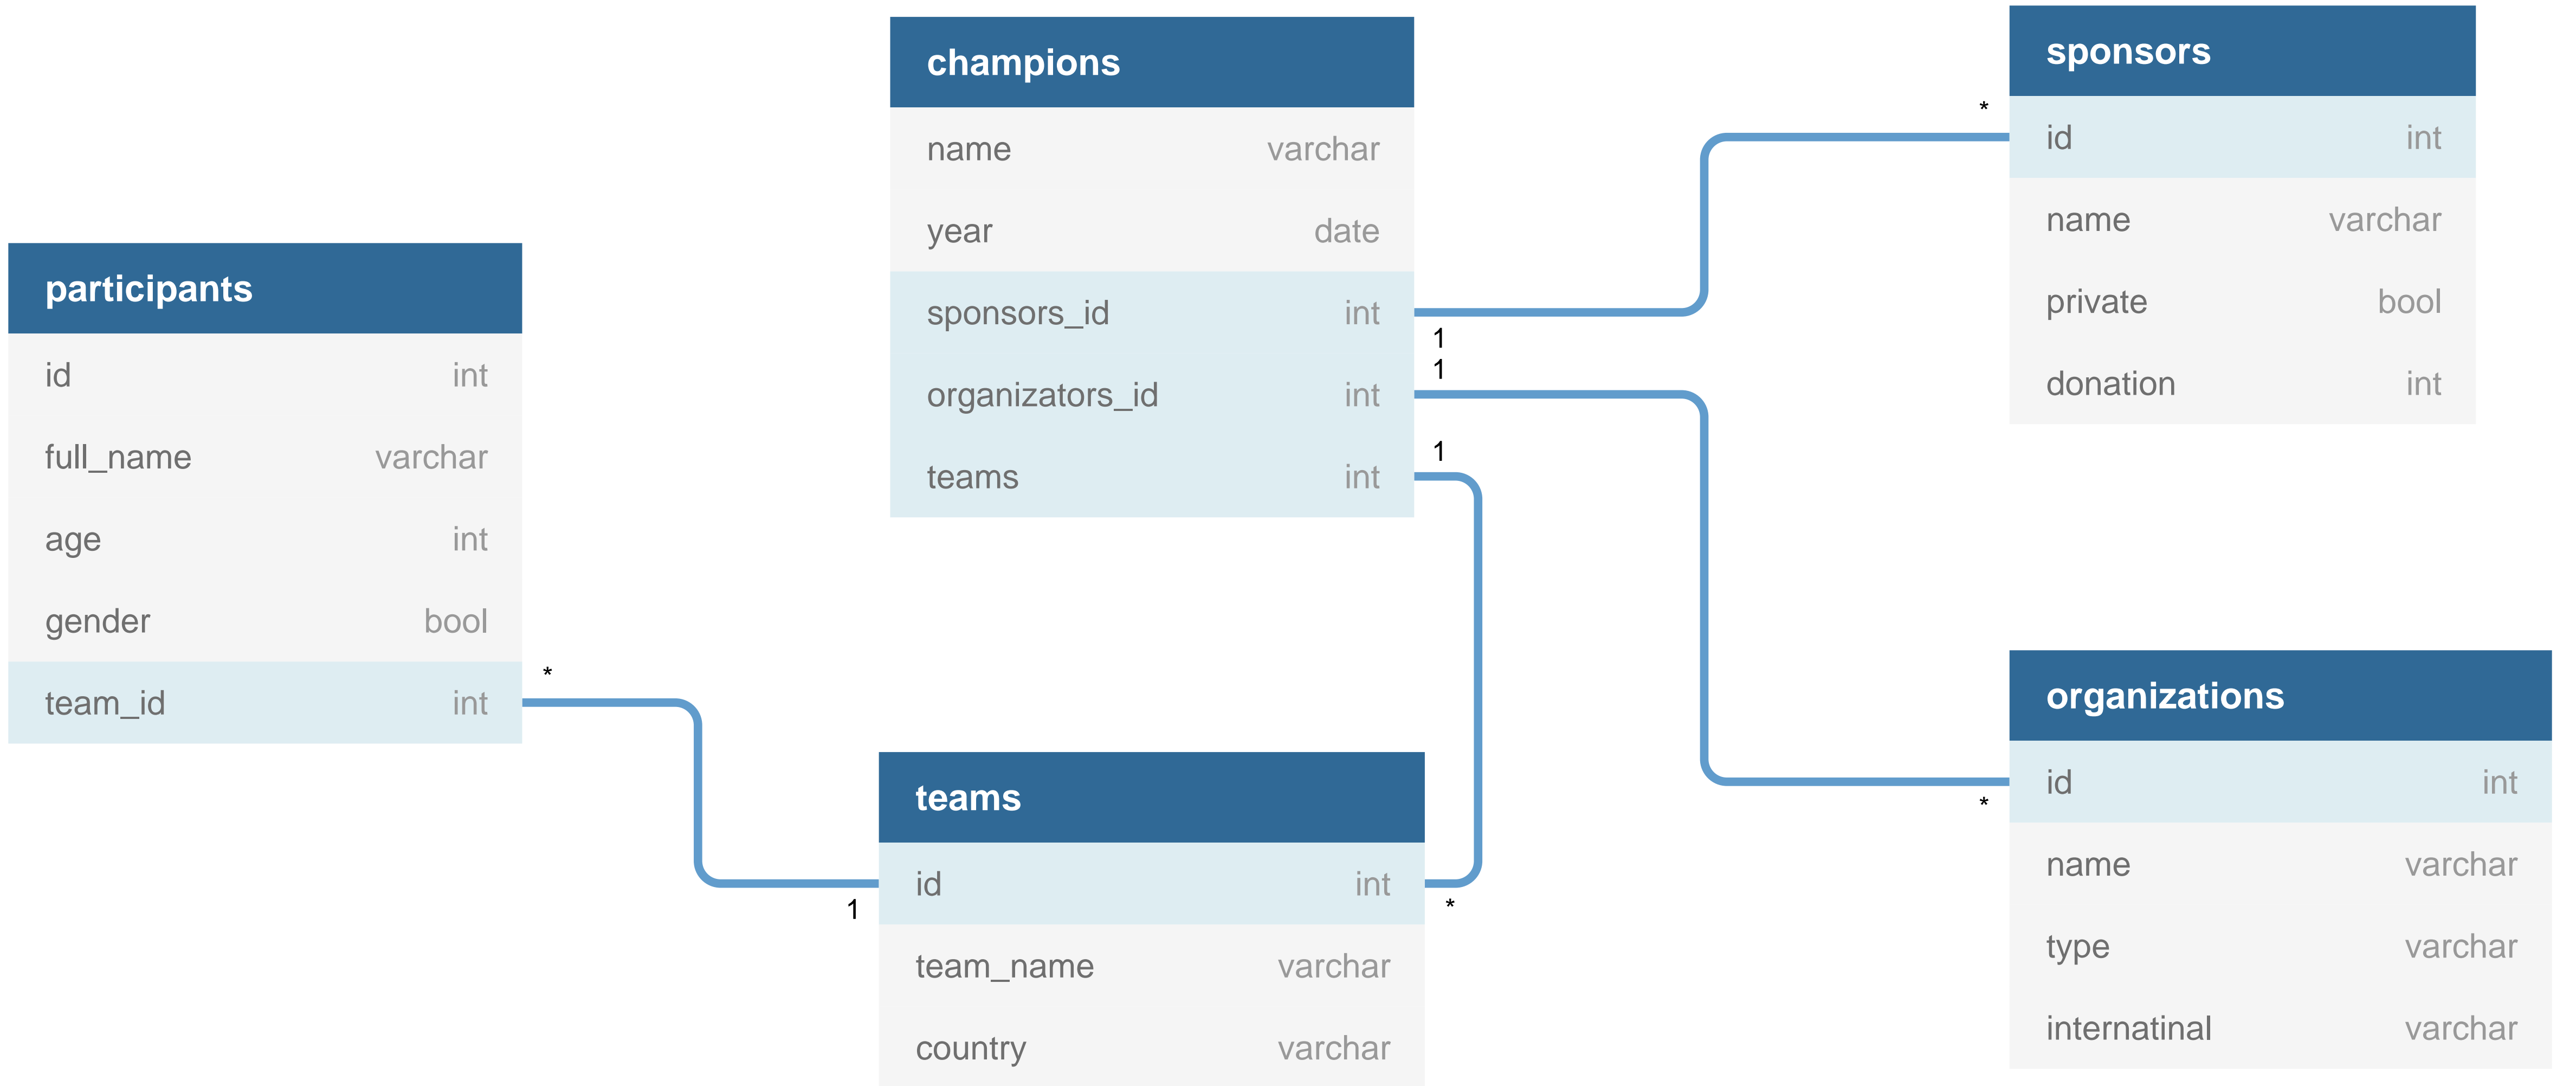 participants
id int
full_name varchar
age int
gender bool
team_id int
*
champions
name varchar
year date
sponsors_id int
1
1
organizators_id int
1
teams int
teams
id int
1
*
team_name varchar
country varchar
sponsors
*
id int
name varchar
private bool
donation int
organizations
id int
*
name varchar
type varchar
internatinal varchar